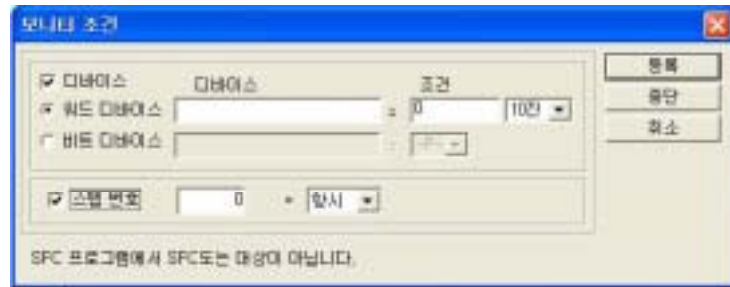 모니터 조건
디바이스 디바이스 조건
워드 디바이스 = 0 10진
비트 디바이스 =
스텝 번호 0 = 항시
등록
중단
취소
SFC 프로그램에서 SFC도는 대상이 아닙니다.